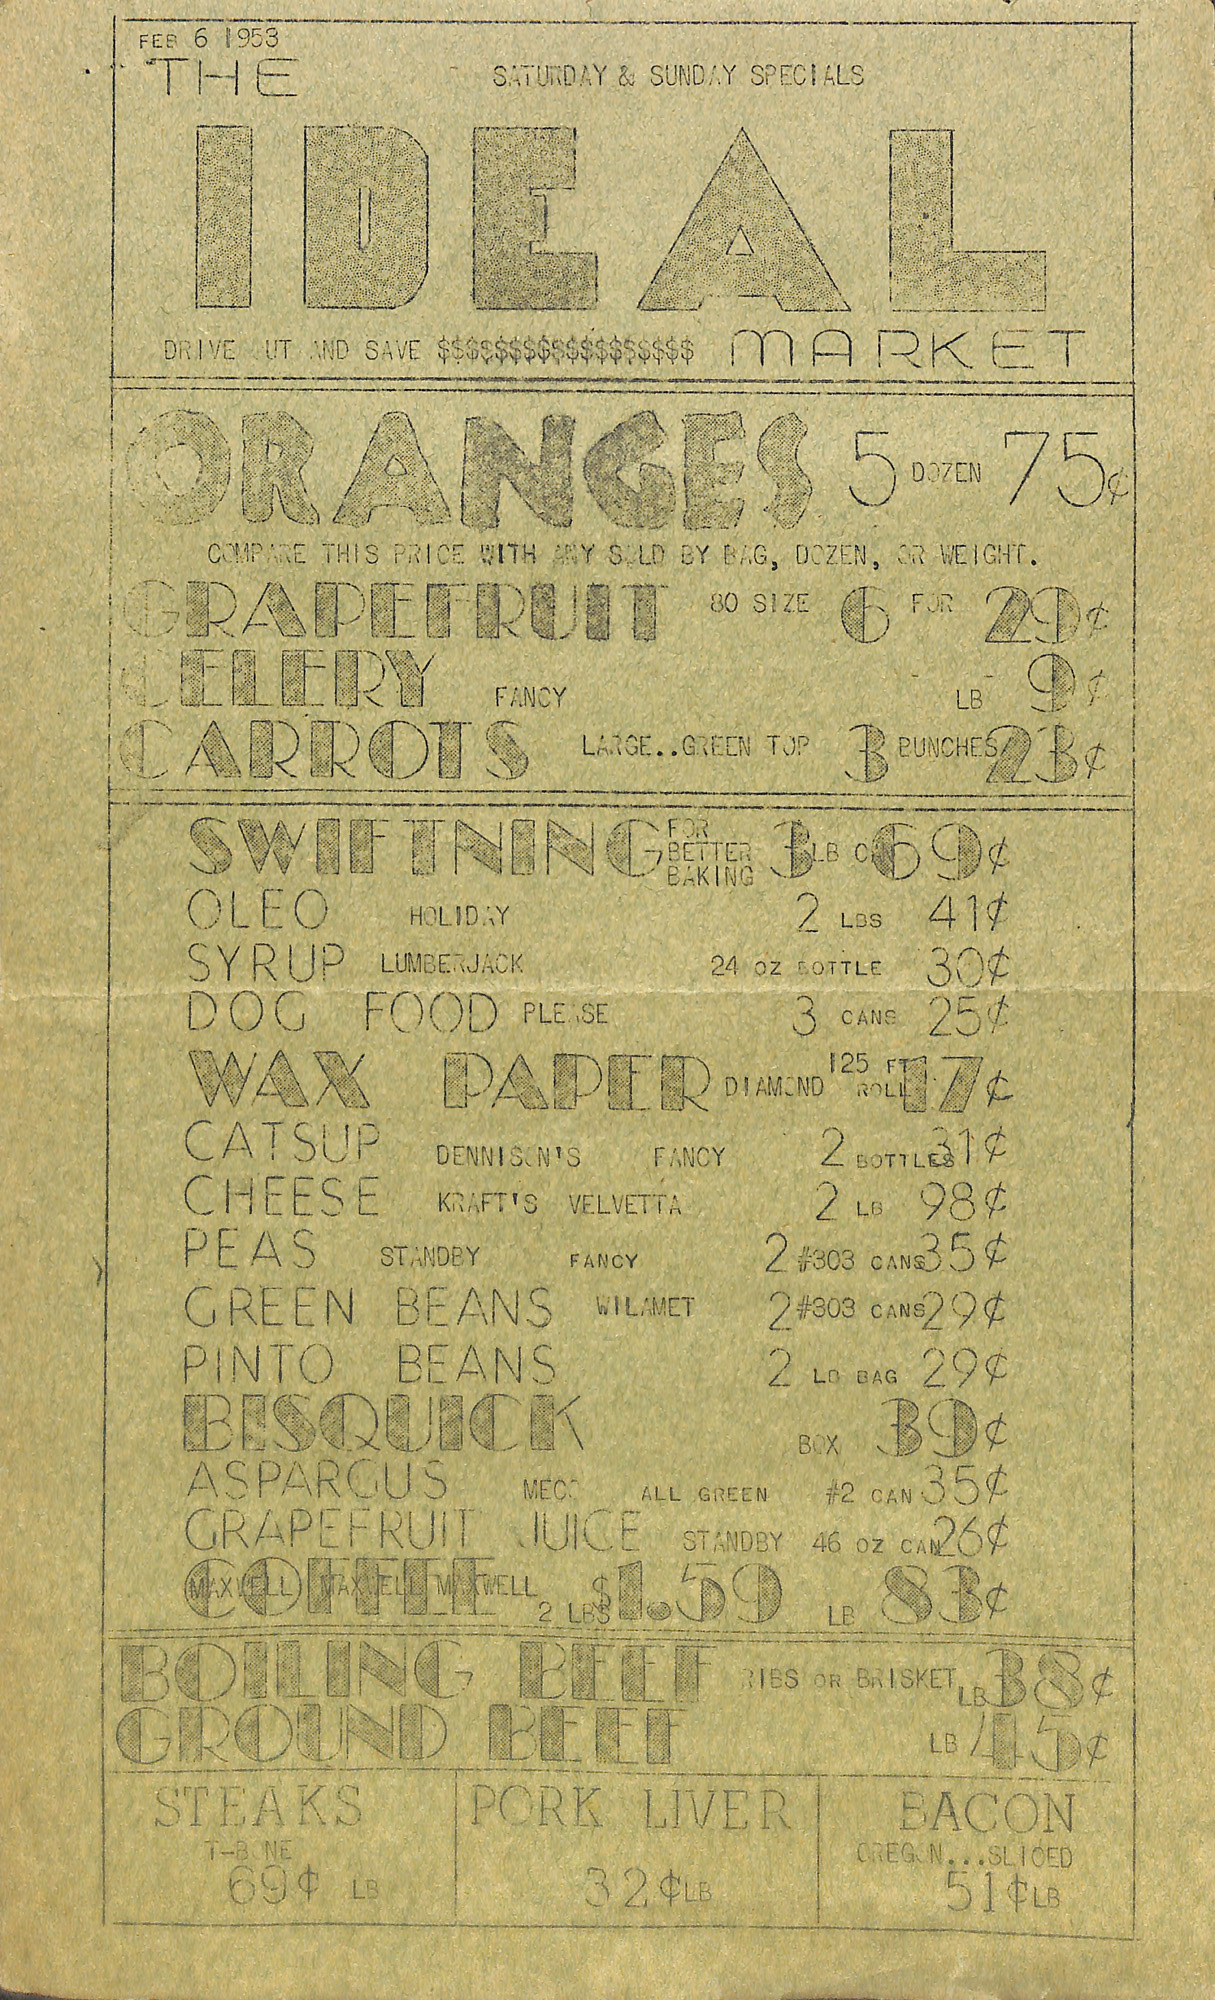 FEB 6 1953
THE SATURDAY & SUNDAY SPECIALS
IDEAL
DRIVE OUT AND SAVE $$$$$$$$$$$$$$$$$$ MARKET
ORANGES 5 DOZEN 75¢
COMPARE THIS PRICE WITH ANY SOLD BY BAG, DOZEN, OR WEIGHT.
GRAPEFRUIT 80 SIZE 6 FOR 29¢
CELERY FANCY LB 9¢
CARROTS LARGE..GREEN TOP 3 BUNCHES 23¢
SWIFTNING FOR BETTER BAKING 3 LB 69¢
OLEO HOLIDAY 2 LBS 41¢
SYRUP LUMBERJACK 24 OZ BOTTLE 30¢
DOG FOOD PLEASE 3 CANS 25¢
WAX PAPER DIAMOND 125 FT ROLL 17¢
CATSUP DENNISON'S FANCY 2 BOTTLES 31¢
CHEESE KRAFT'S VELVETTA 2 LB 98¢
PEAS STANDBY FANCY 2 #303 CANS 35¢
GREEN BEANS WILAMET 2 #303 CANS 29¢
PINTO BEANS 2 LB BAG 29¢
BISQUICK BOX 39¢
ASPARGUS ALL GREEN #2 CAN 35¢
GRAPEFRUIT JUICE STANDBY 46 OZ CAN 26¢
COFFEE MAXWELL MAXWELL MAXWELL 2 LBS $1.59 LB 83¢
BOILING BEEF RIBS OR BRISKET LB 38¢
GROUND BEEF LB 45¢
STEAKS PORK LIVER BACON
T-BONE OREGON...SLICED
69¢ LB 32¢ LB 51¢ LB